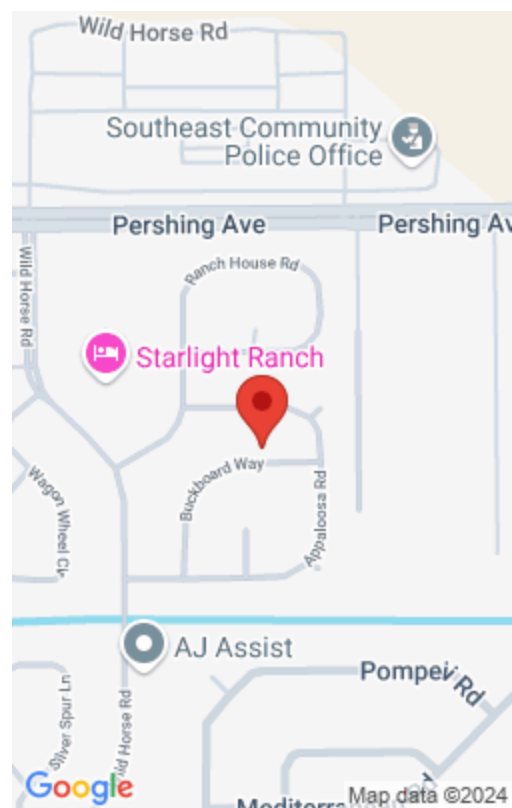 Wild Horse Rd
Southeast Community
Police Office
Pershing Ave
Pershing Av
Wild Horse Rd
Ranch House Rd
Starlight Ranch
Buckboard Way
Appaloosa Rd
Wagon Wheel Cir
AJ Assist
Pompeii Rd
Silver Spur Ln
Wild Horse Rd
Google
Map data ©2024